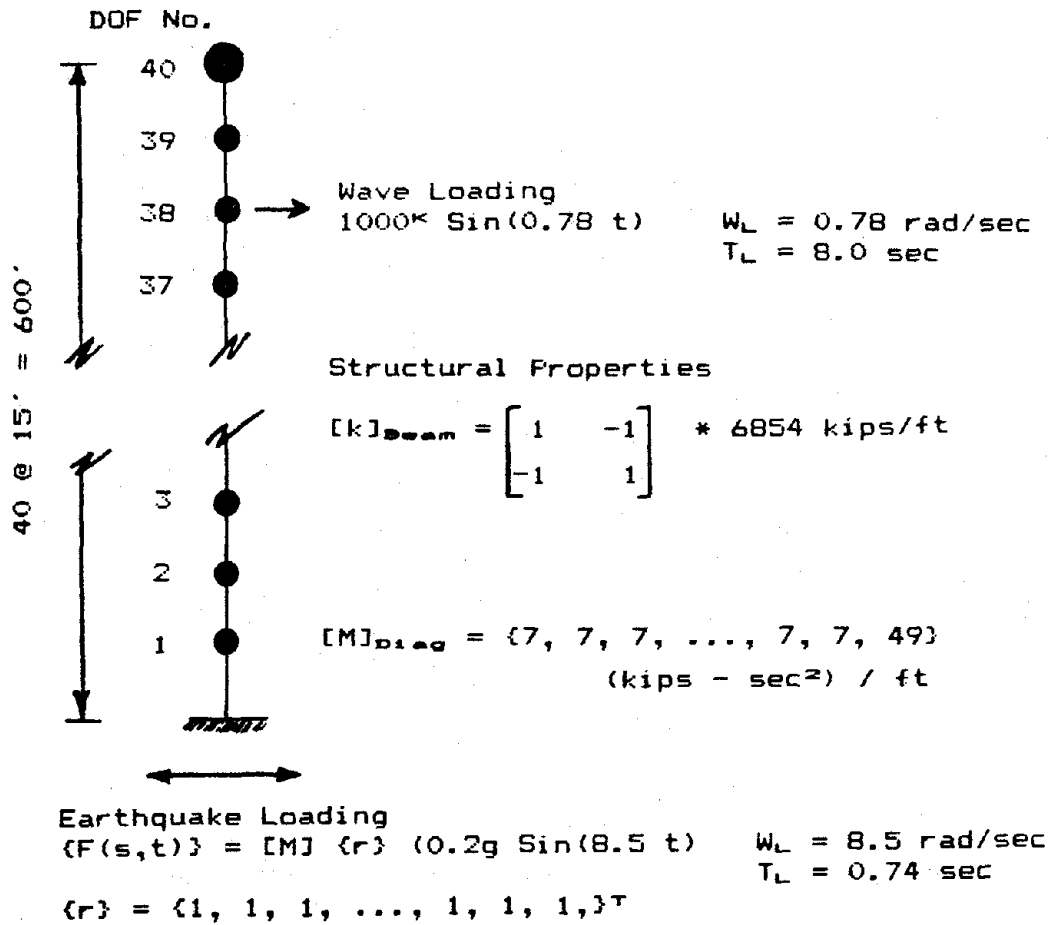 DOF No.
40
39
38
37
3
2
1
40 @ 15' = 600'
Wave Loading
1000ᴷ Sin(0.78 t)
W_L = 0.78 rad/sec
T_L = 8.0 sec
Structural Properties
[k]Beam = [1 -1] * 6854 kips/ft
[-1 1]
[M]Diag = {7, 7, 7, ..., 7, 7, 49}
(kips - sec²) / ft
Earthquake Loading
{F(s,t)} = [M] {r} (0.2g Sin(8.5 t)
W_L = 8.5 rad/sec
T_L = 0.74 sec
{r} = {1, 1, 1, ..., 1, 1, 1,}ᵀ